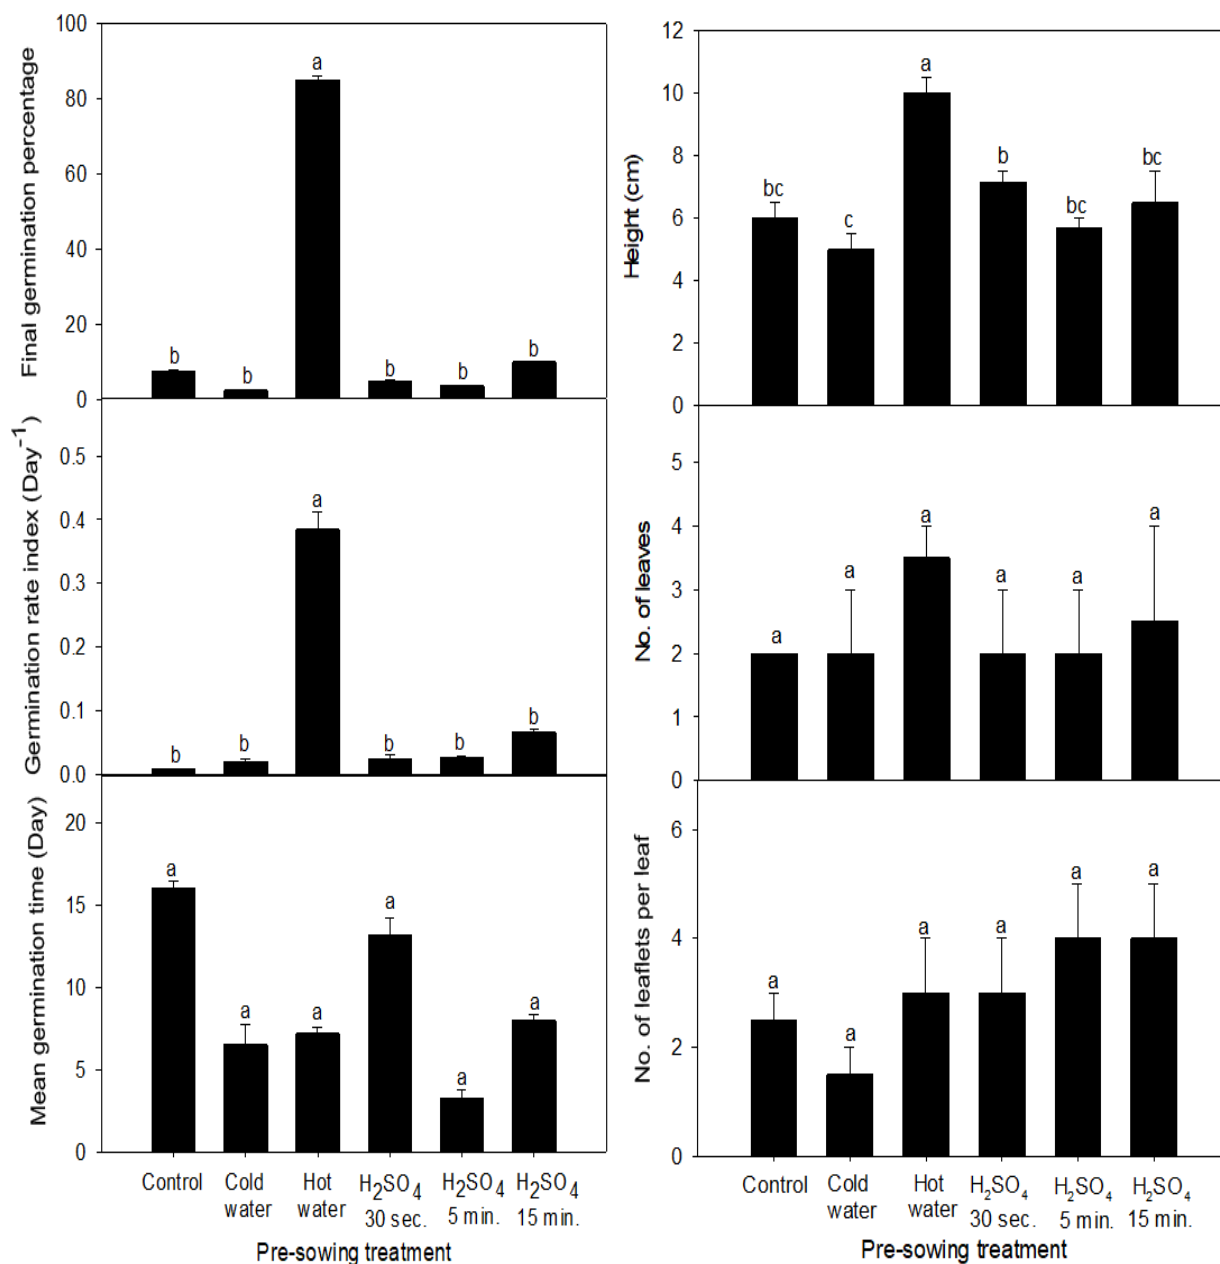 Final germination percentage
100
80
60
40
20
0
b
b
a
b
b
b
Germination rate index (Day⁻¹)
0.5
0.4
0.3
0.2
0.1
0.0
b
b
a
b
b
b
Mean germination time (Day)
20
15
10
5
0
a
a
a
a
a
a
Control
Cold water
Hot water
H₂SO₄ 30 sec.
H₂SO₄ 5 min.
H₂SO₄ 15 min.
Pre-sowing treatment
Height (cm)
12
10
8
6
4
2
0
bc
c
a
b
bc
bc
No. of leaves
5
4
3
2
1
0
a
a
a
a
a
a
No. of leaflets per leaf
6
4
2
0
a
a
a
a
a
a
Control
Cold water
Hot water
H₂SO₄ 30 sec.
H₂SO₄ 5 min.
H₂SO₄ 15 min.
Pre-sowing treatment